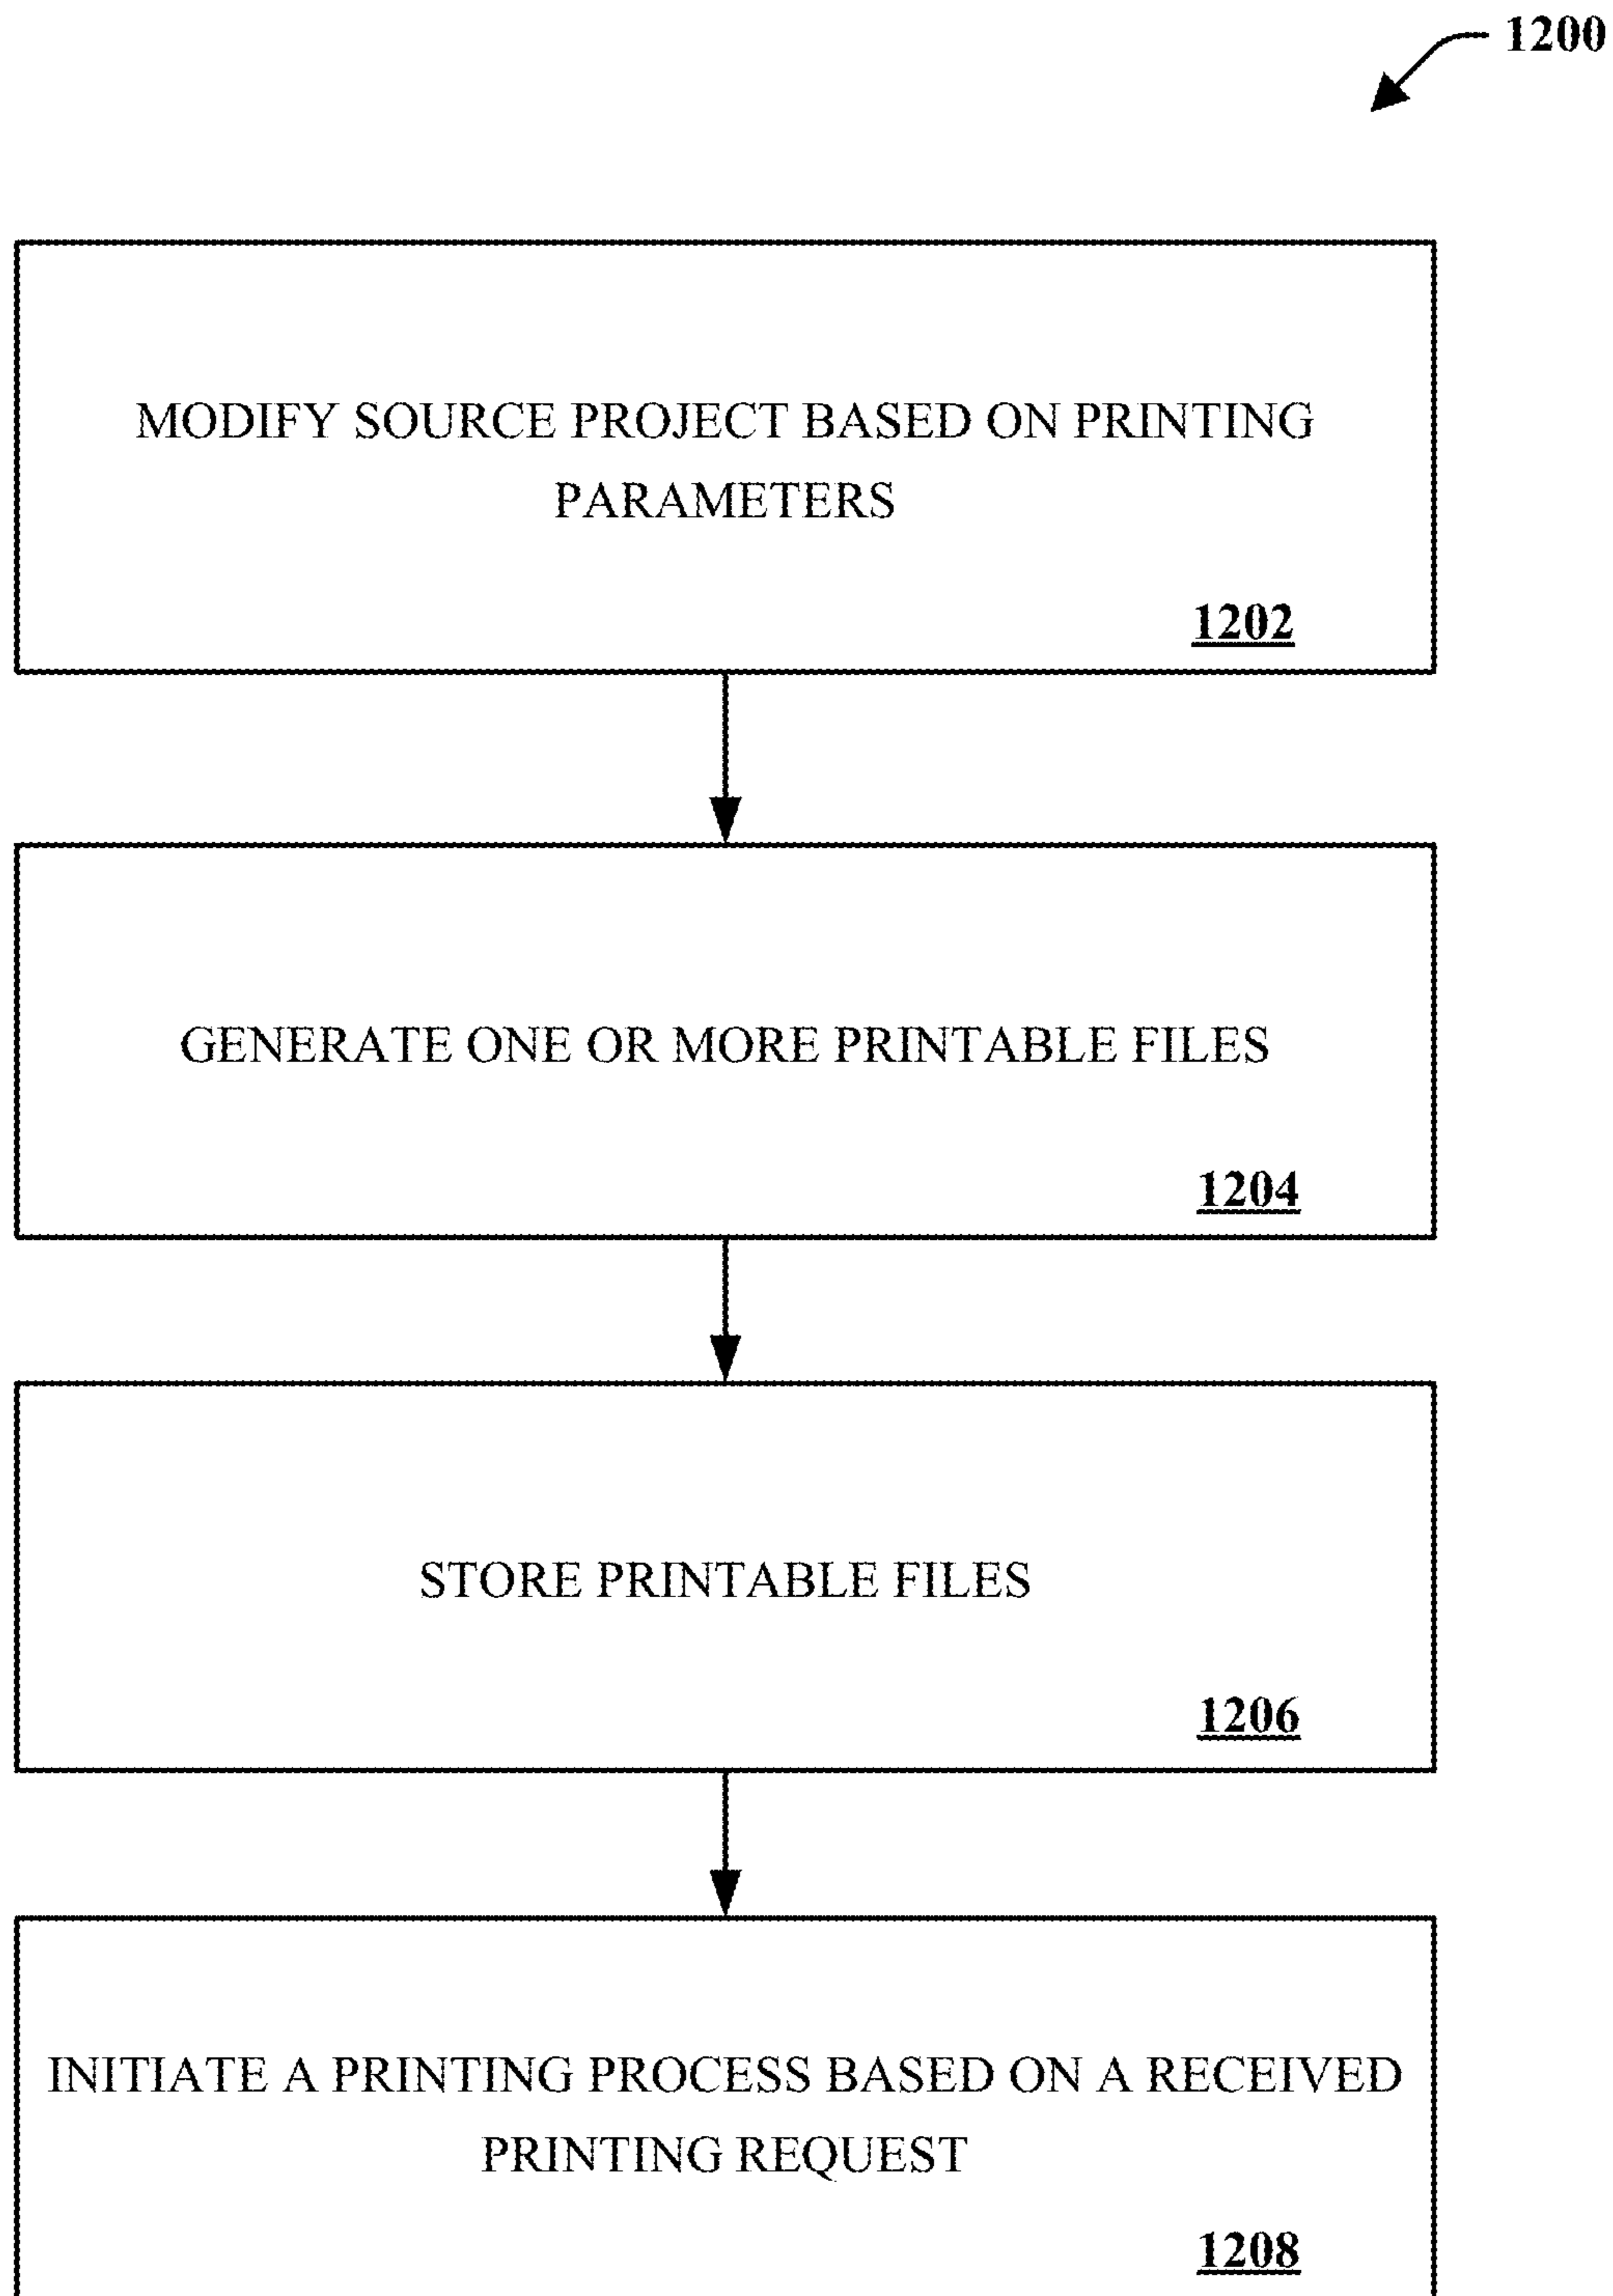 1200
MODIFY SOURCE PROJECT BASED ON PRINTING
PARAMETERS
1202
GENERATE ONE OR MORE PRINTABLE FILES
1204
STORE PRINTABLE FILES
1206
INITIATE A PRINTING PROCESS BASED ON A RECEIVED
PRINTING REQUEST
1208